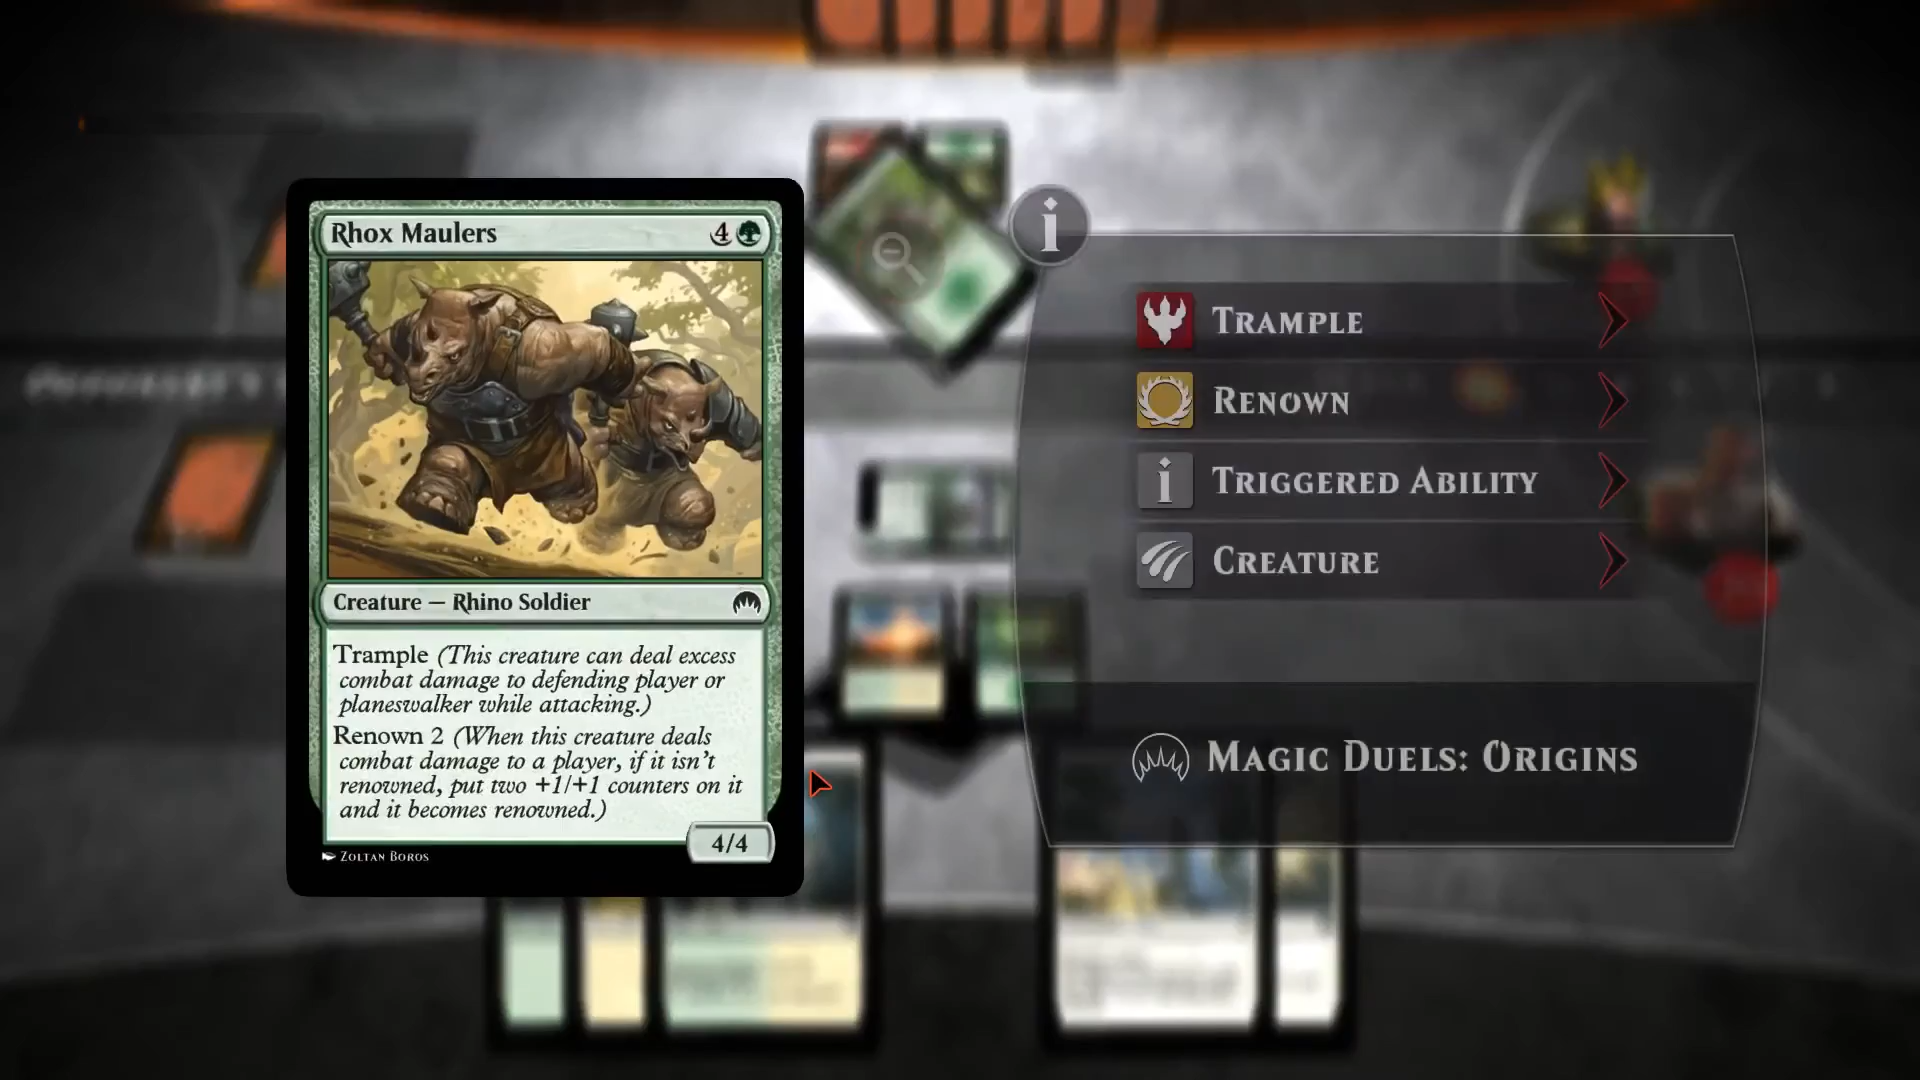 Rhox Maulers 4
Creature — Rhino Soldier
Trample (This creature can deal excess
combat damage to defending player or
planeswalker while attacking.)
Renown 2 (When this creature deals
combat damage to a player, if it isn't
renowned, put two +1/+1 counters on it
and it becomes renowned.)
4/4
Zoltan Boros
i
Trample
Renown
i Triggered Ability
Creature
Magic Duels: Origins